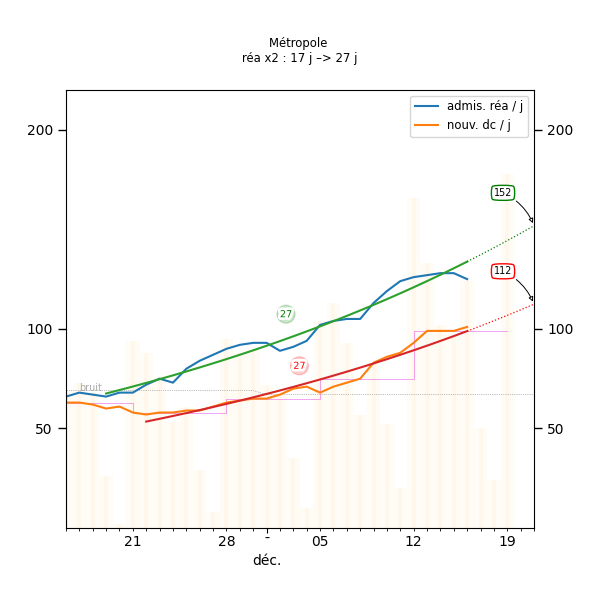 Métropole
réa x2 : 17 j –> 27 j
admis. réa / j
nouv. dc / j
200
200
152
112
100
100
27
27
bruit
50
50
21
28
-
05
12
19
déc.